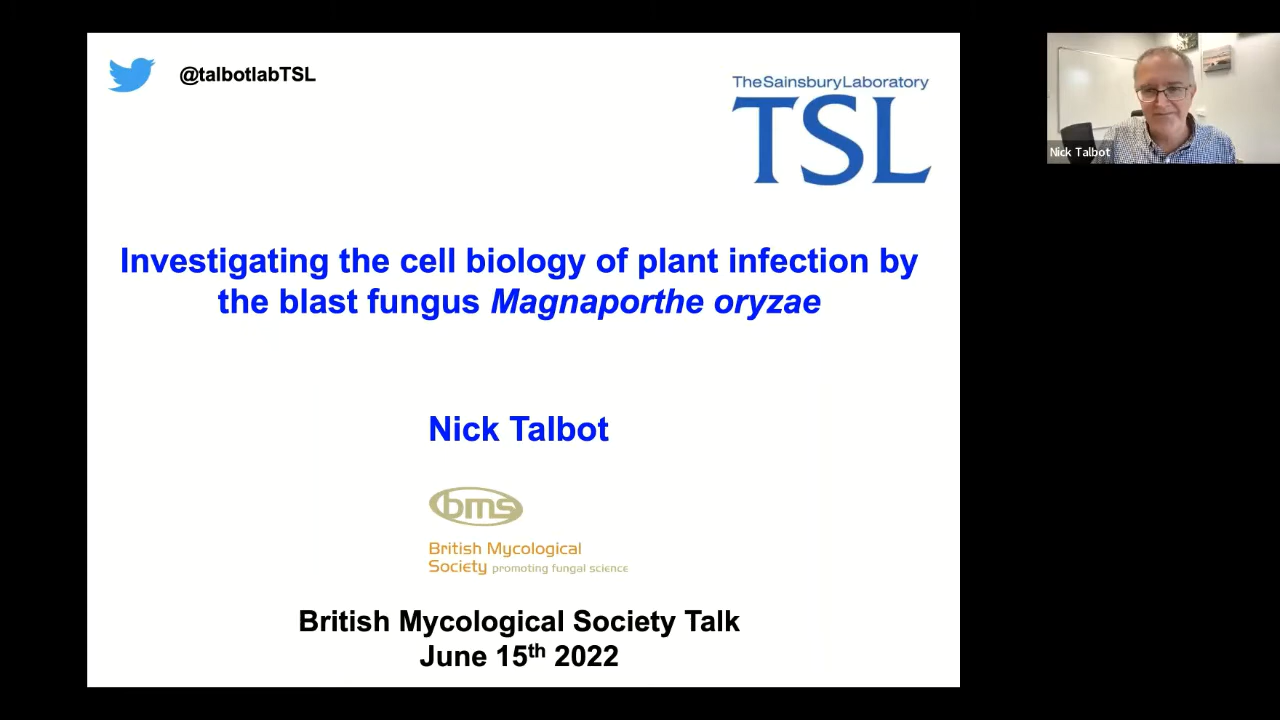 @talbotlabTSL
TheSainsburyLaboratory
TSL
Nick Talbot
Investigating the cell biology of plant infection by
the blast fungus Magnaporthe oryzae
Nick Talbot
bms
British Mycological
Society promoting fungal science
British Mycological Society Talk
June 15th 2022